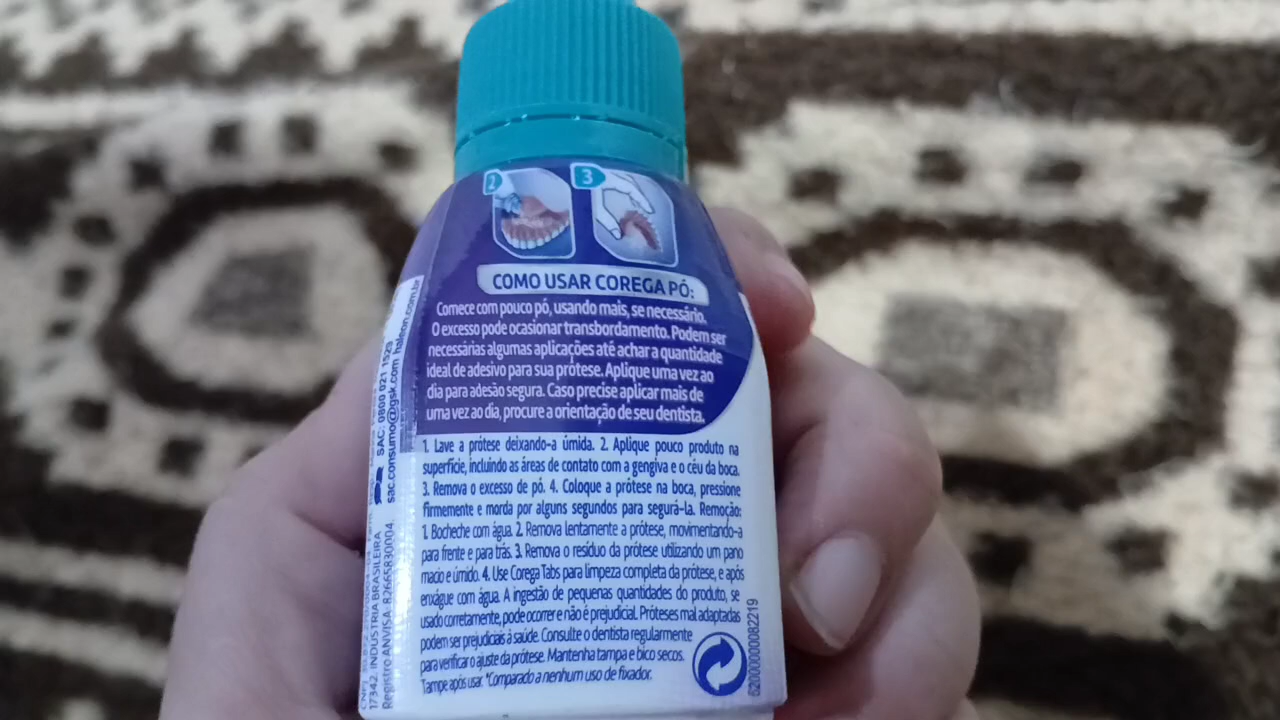 2
3
COMO USAR COREGA PÓ:
Comece com pouco pó, usando mais, se necessário.
O excesso pode ocasionar transbordamento. Podem ser
necessárias algumas aplicações até achar a quantidade
ideal de adesivo para sua prótese. Aplique uma vez ao
dia para adesão segura. Caso precise aplicar mais de
uma vez ao dia, procure a orientação de seu dentista.
1. Lave a prótese deixando-a úmida. 2. Aplique pouco produto na
superfície, incluindo as áreas de contato com a gengiva e o céu da boca.
3. Remova o excesso de pó. 4. Coloque a prótese na boca, pressione
firmemente e morda por alguns segundos para segurá-la. Remoção:
1. Bocheche com água. 2. Remova lentamente a prótese, movimentando-a
para frente e para trás. 3. Remova o resíduo da prótese utilizando um pano
macio e úmido. 4. Use Corega Tabs para limpeza completa da prótese, e após
enxágue com água. A ingestão de pequenas quantidades do produto, se
usado corretamente, pode ocorrer e não é prejudicial. Próteses mal adaptadas
podem ser prejudiciais à saúde. Consulte o dentista regularmente
para verificar o ajuste da prótese. Mantenha tampa e bico secos.
Tampe após usar. *Comparado a nenhum uso de fixador.
62000000082219
SAC: 0800 021 1529
sac.consumo@gsk.com haleon.com.br
17342. INDÚSTRIA BRASILEIRA
Registro ANVISA: 82665830004